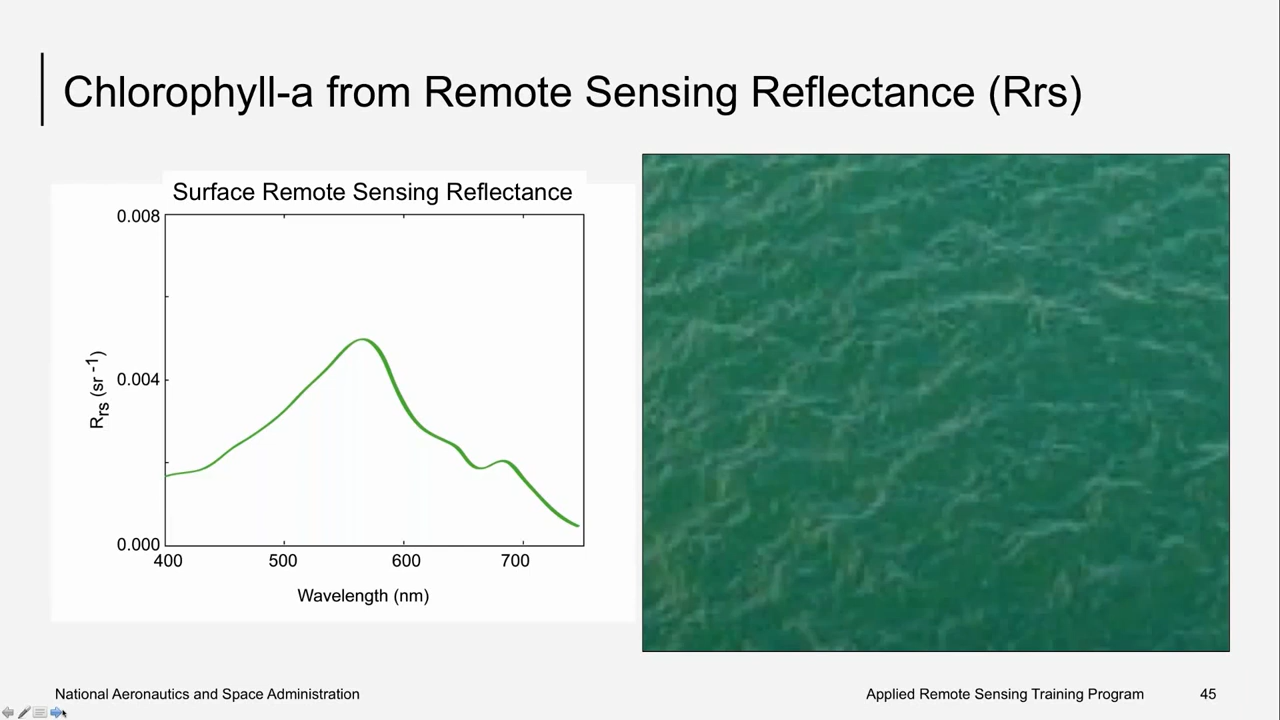 Chlorophyll-a from Remote Sensing Reflectance (Rrs)
Surface Remote Sensing Reflectance
0.008
0.004
0.000
Rrs (sr -1)
400 500 600 700
Wavelength (nm)
National Aeronautics and Space Administration
Applied Remote Sensing Training Program 45